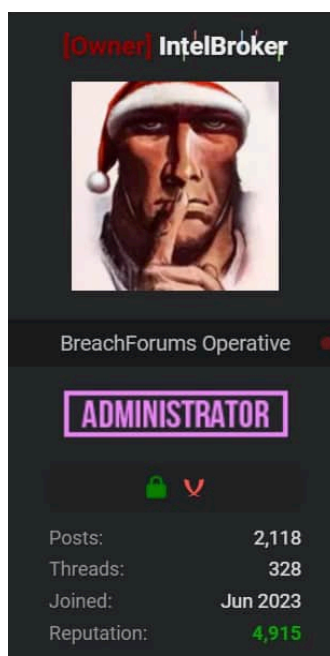 [Owner] IntelBroker
BreachForums Operative
ADMINISTRATOR
Posts: 2,118
Threads: 328
Joined: Jun 2023
Reputation: 4,915